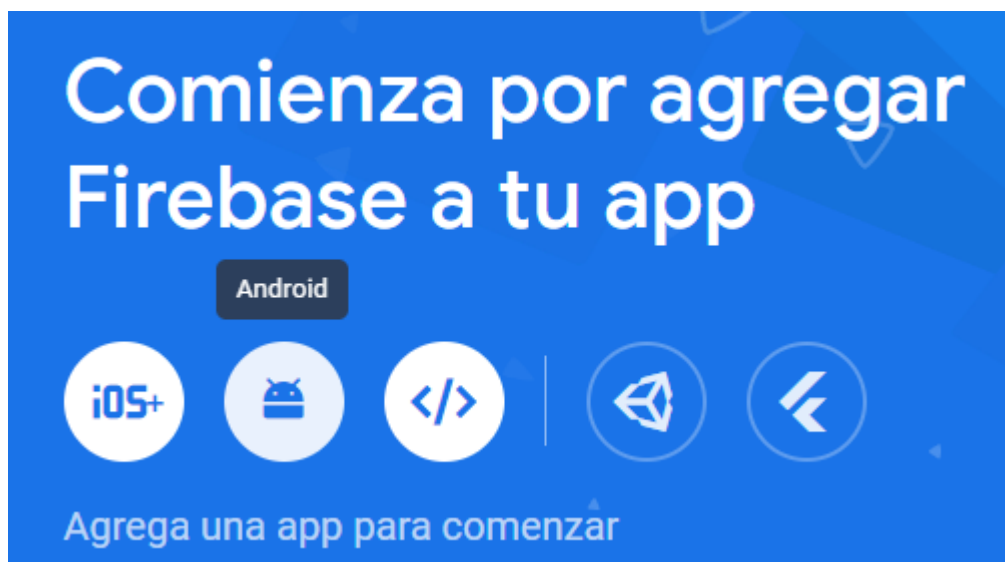 Comienza por agregar
Firebase a tu app
Android
iOS+
</>
Agrega una app para comenzar